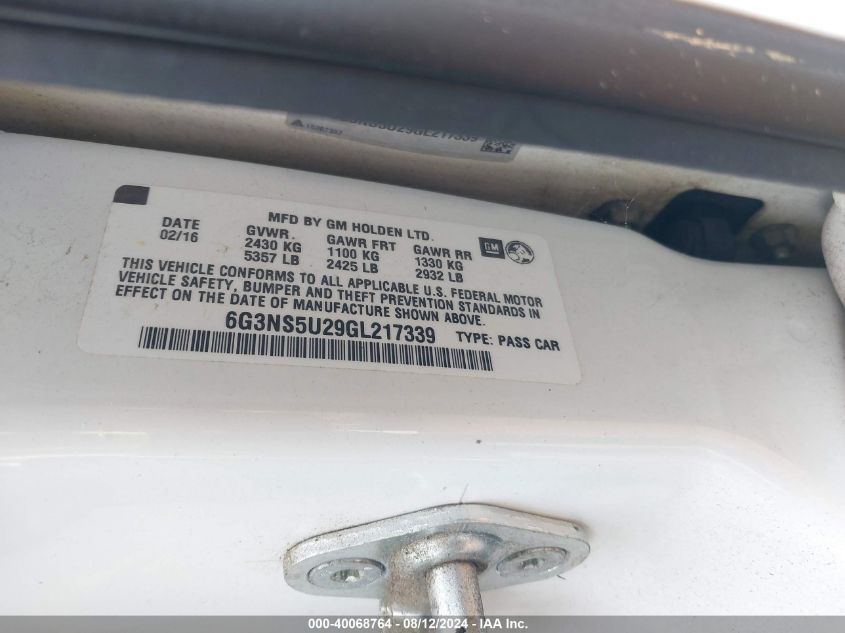 NS5U29GL217339
DATE
02/16
MFD BY GM HOLDEN LTD.
GVWR. GAWR FRT GAWR RR
2430 KG 1100 KG 1330 KG
5357 LB 2425 LB 2932 LB
GM
THIS VEHICLE CONFORMS TO ALL APPLICABLE U.S. FEDERAL MOTOR
VEHICLE SAFETY, BUMPER AND THEFT PREVENTION STANDARDS IN
EFFECT ON THE DATE OF MANUFACTURE SHOWN ABOVE.
6G3NS5U29GL217339 TYPE: PASS CAR
000-40068764 - 08/12/2024 - IAA Inc.